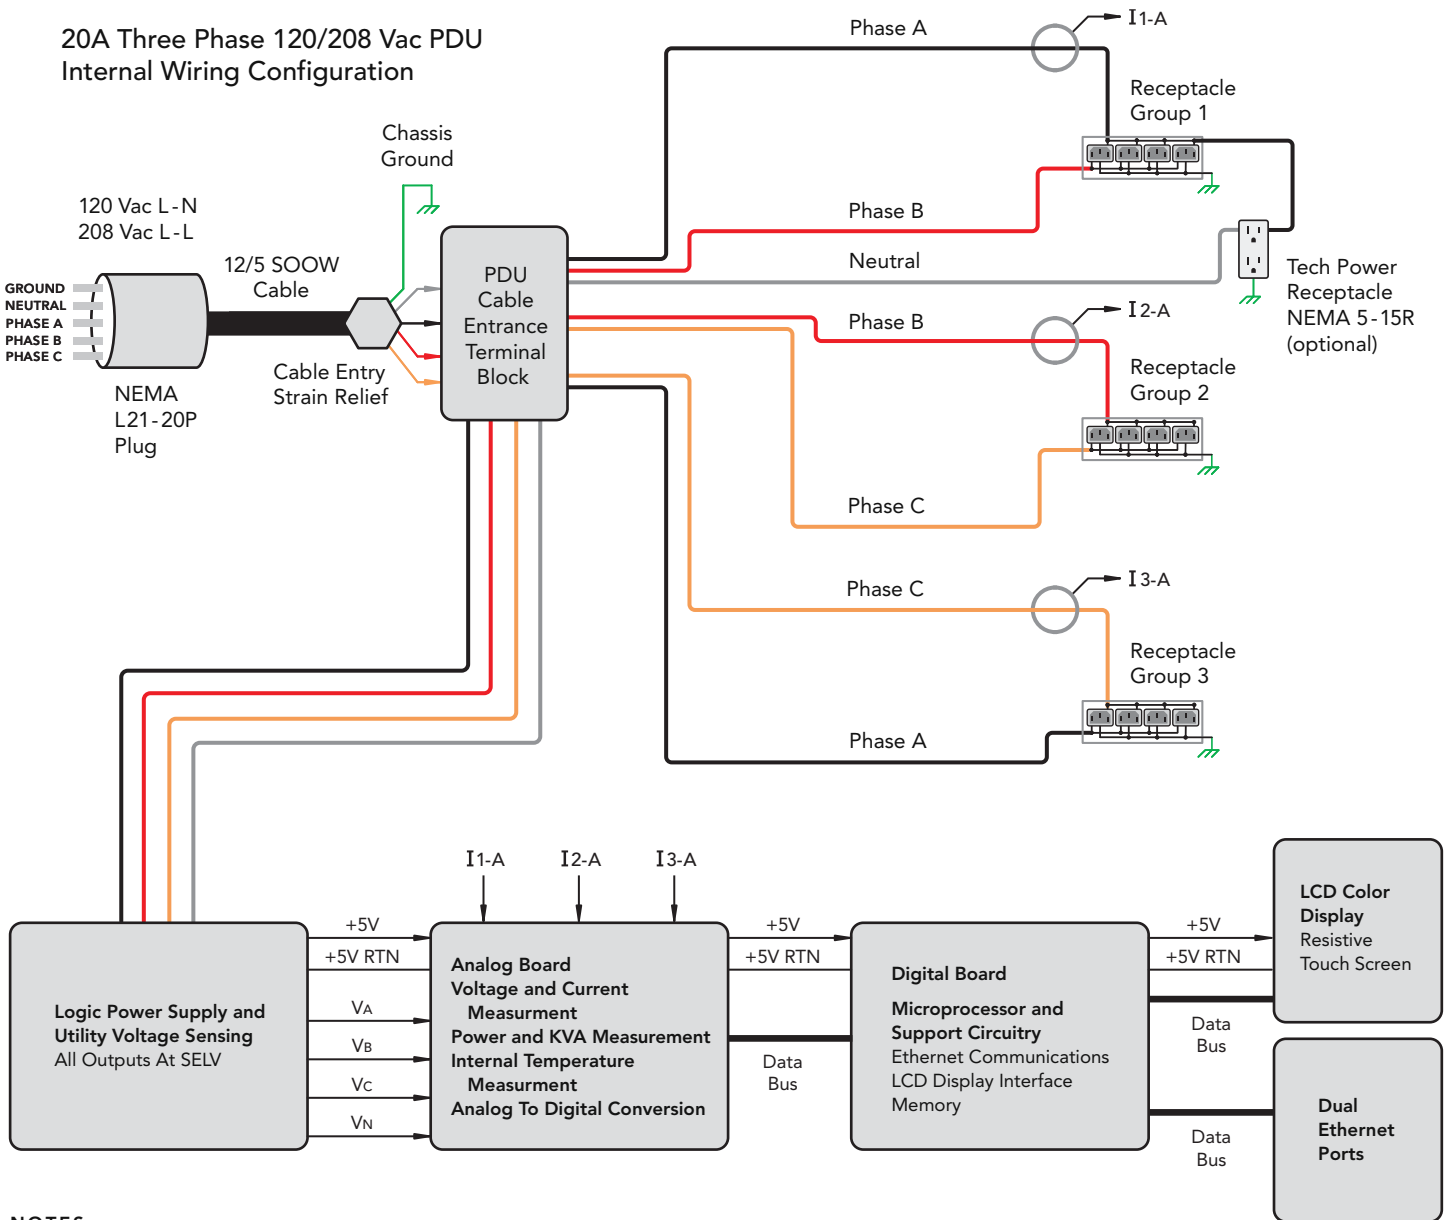 20A Three Phase 120/208 Vac PDU
Internal Wiring Configuration
Phase A
I1-A
Receptacle
Group 1
Chassis
Ground
120 Vac L-N
208 Vac L-L
12/5 SOOW
Cable
GROUND
NEUTRAL
PHASE A
PHASE B
PHASE C
NEMA
L21-20P
Plug
Cable Entry
Strain Relief
PDU
Cable
Entrance
Terminal
Block
Phase B
Neutral
Tech Power
Receptacle
NEMA 5-15R
(optional)
Phase B
I2-A
Receptacle
Group 2
Phase C
Phase C
I3-A
Receptacle
Group 3
Phase A
I1-A
I2-A
I3-A
Logic Power Supply and
Utility Voltage Sensing
All Outputs At SELV
+5V
+5V RTN
VA
VB
VC
VN
Analog Board
Voltage and Current
Measurment
Power and KVA Measurement
Internal Temperature
Measurment
Analog To Digital Conversion
+5V
+5V RTN
Data
Bus
Digital Board
Microprocessor and
Support Circuitry
Ethernet Communications
LCD Display Interface
Memory
+5V
+5V RTN
Data
Bus
Data
Bus
LCD Color
Display
Resistive
Touch Screen
Dual
Ethernet
Ports